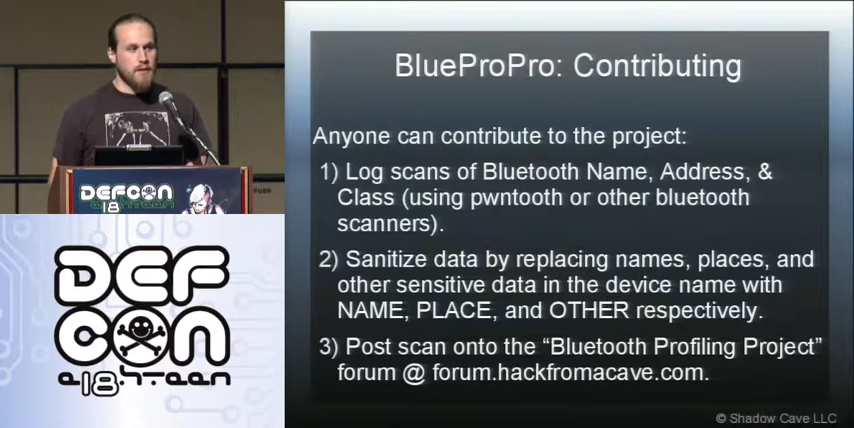 BlueProPro: Contributing
Anyone can contribute to the project:
1) Log scans of Bluetooth Name, Address, &
Class (using pwntooth or other bluetooth
scanners).
2) Sanitize data by replacing names, places, and
other sensitive data in the device name with
NAME, PLACE, and OTHER respectively.
3) Post scan onto the “Bluetooth Profiling Project”
forum @ forum.hackfromacave.com.
© Shadow Cave LLC
DEFCON
18
DEF
CON
e18hteen